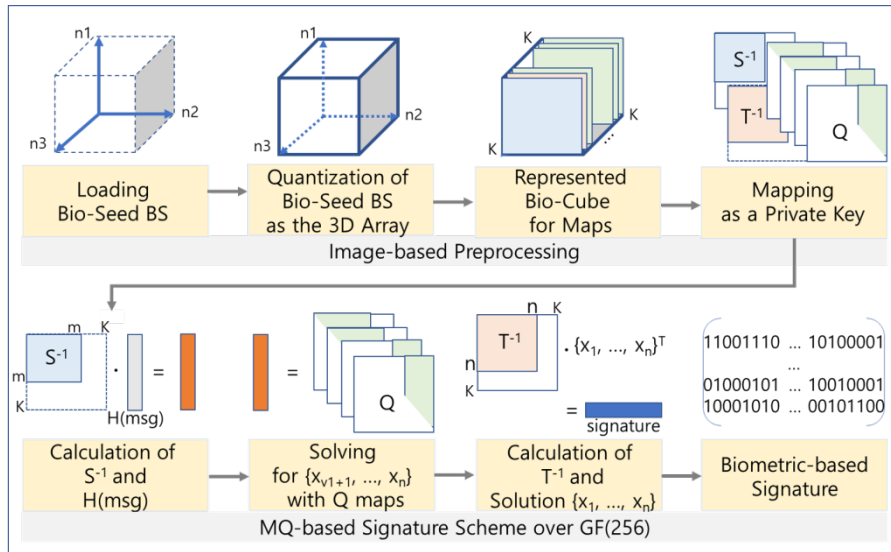 n1
n2
n3
n1
n2
n3
K
K
K
...
S⁻¹
T⁻¹
Q
Loading
Bio-Seed BS
Quantization of
Bio-Seed BS
as the 3D Array
Represented
Bio-Cube
for Maps
Mapping
as a Private Key
Image-based Preprocessing
m K
S⁻¹
m
K
·
H(msg)
=
=
Q
n K
T⁻¹
n
K
· {x₁, ..., xₙ}ᵀ
=
signature
11001110 ... 10100001
...
01000101 ... 10010001
10001010 ... 00101100
Calculation of
S⁻¹ and
H(msg)
Solving
for {xᵥ₁₊₁, ..., xₙ}
with Q maps
Calculation of
T⁻¹ and
Solution {x₁, ..., xₙ}
Biometric-based
Signature
MQ-based Signature Scheme over GF(256)